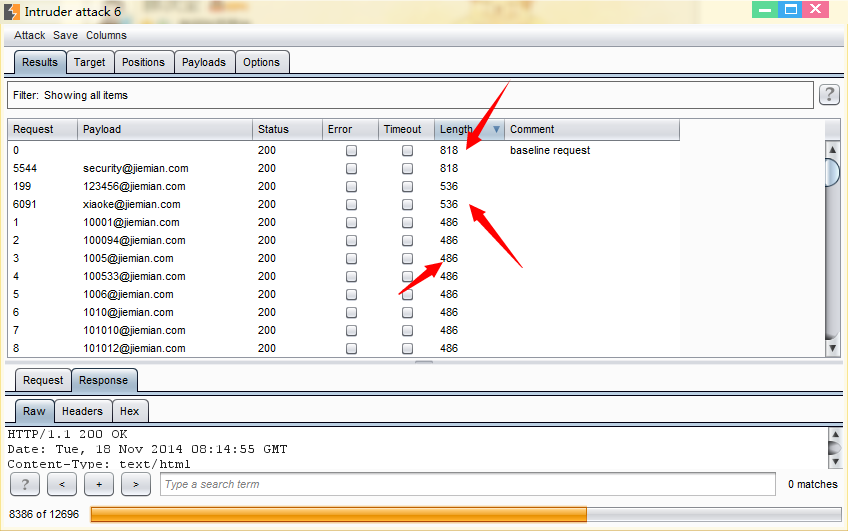 Intruder attack 6
Attack Save Columns
Results Target Positions Payloads Options
Filter: Showing all items ?
Request Payload Status Error Timeout Length Comment
0 200 818 baseline request
5544 security@jiemian.com 200 818
199 123456@jiemian.com 200 536
6091 xiaoke@jiemian.com 200 536
1 10001@jiemian.com 200 486
2 100094@jiemian.com 200 486
3 1005@jiemian.com 200 486
4 100533@jiemian.com 200 486
5 1006@jiemian.com 200 486
6 1010@jiemian.com 200 486
7 101010@jiemian.com 200 486
8 101012@jiemian.com 200 486
Request Response
Raw Headers Hex
HTTP/1.1 200 OK
Date: Tue, 18 Nov 2014 08:14:55 GMT
Content-Type: text/html
? < + > Type a search term 0 matches
8386 of 12696